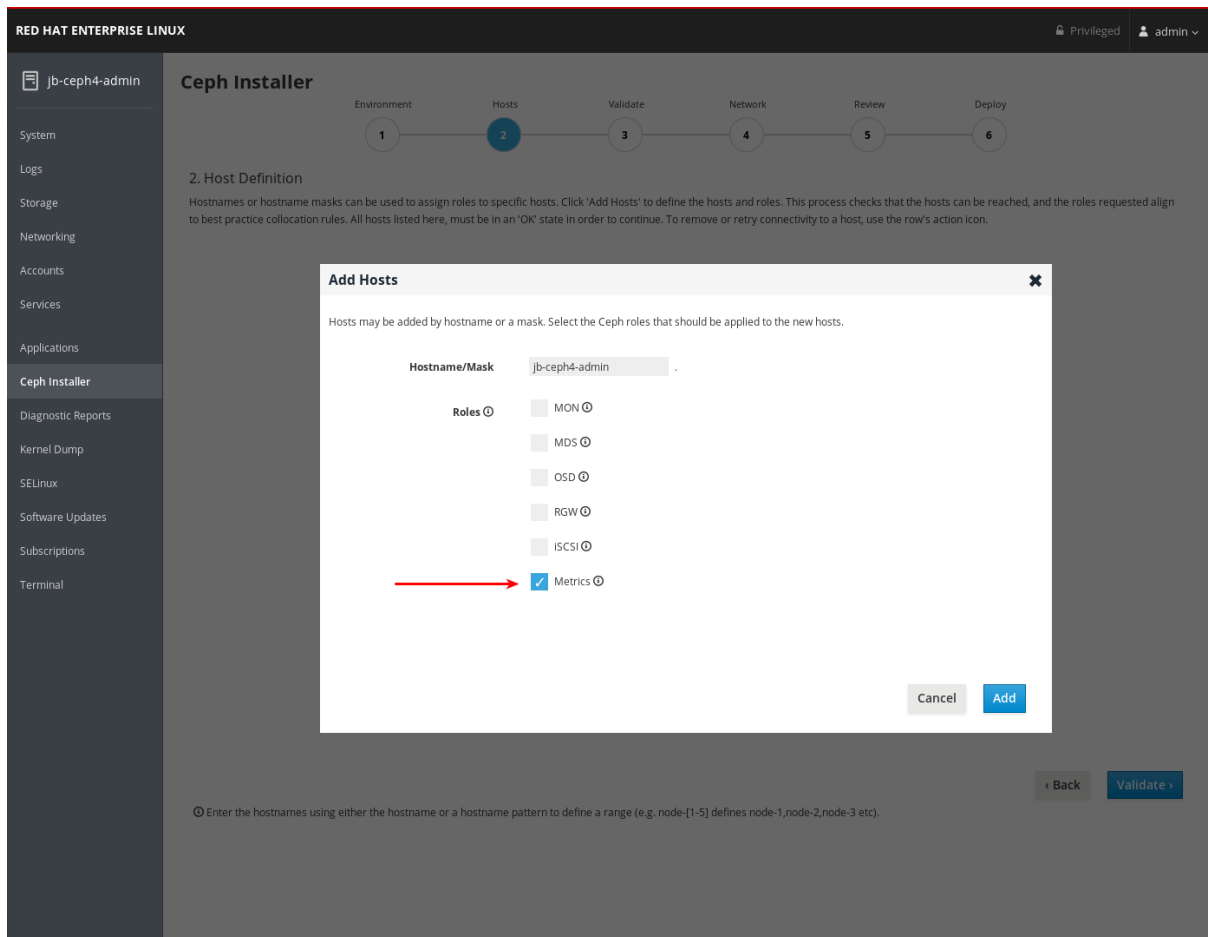 RED HAT ENTERPRISE LINUX
Privileged
admin
jb-ceph4-admin
System
Logs
Storage
Networking
Accounts
Services
Applications
Ceph Installer
Diagnostic Reports
Kernel Dump
SELinux
Software Updates
Subscriptions
Terminal
Ceph Installer
Environment
Hosts
Validate
Network
Review
Deploy
1
2
3
4
5
6
2. Host Definition
Hostnames or hostname masks can be used to assign roles to specific hosts. Click 'Add Hosts' to define the hosts and roles. This process checks that the hosts can be reached, and the roles requested align
to best practice collocation rules. All hosts listed here, must be in an 'OK' state in order to continue. To remove or retry connectivity to a host, use the row's action icon.
Add Hosts
Hosts may be added by hostname or a mask. Select the Ceph roles that should be applied to the new hosts.
Hostname/Mask
jb-ceph4-admin
.
Roles
MON
MDS
OSD
RGW
iSCSI
Metrics
Cancel
Add
‹ Back
Validate ›
Enter the hostnames using either the hostname or a hostname pattern to define a range (e.g. node-[1-5] defines node-1,node-2,node-3 etc).